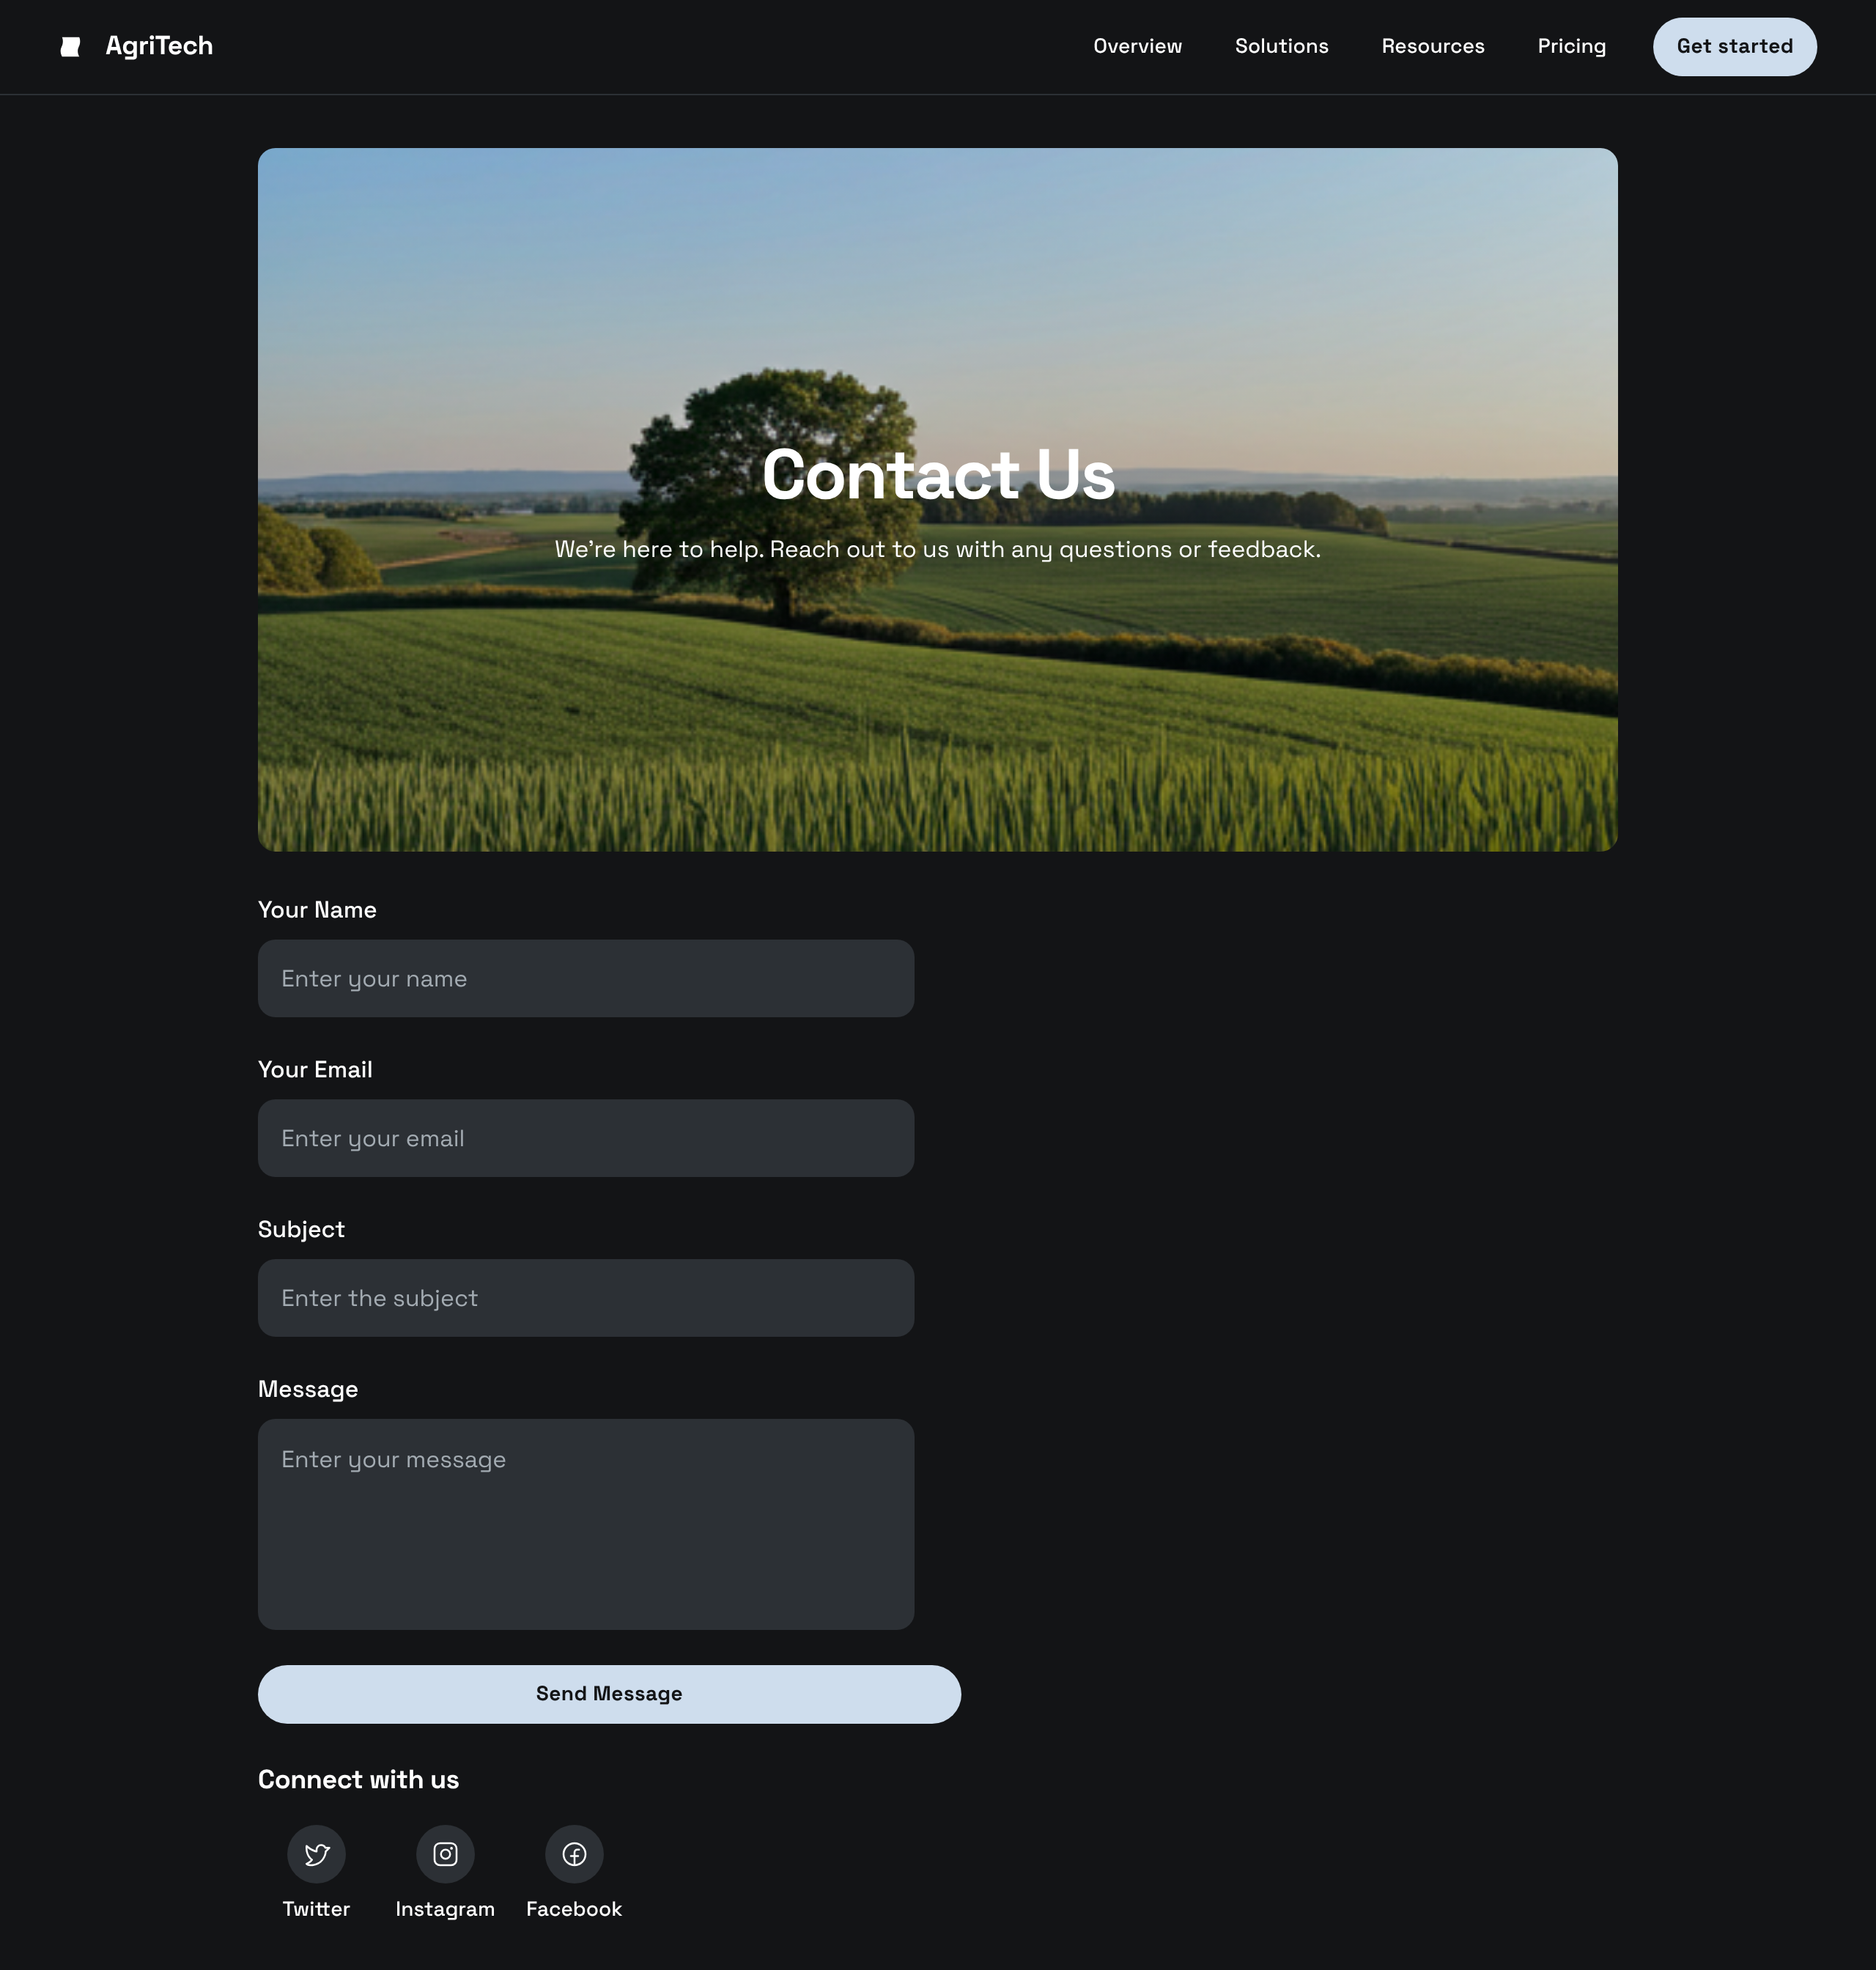 AgriTech
Overview
Solutions
Resources
Pricing
Get started
Contact Us
We're here to help. Reach out to us with any questions or feedback.
Your Name
Enter your name
Your Email
Enter your email
Subject
Enter the subject
Message
Enter your message
Send Message
Connect with us
Twitter
Instagram
Facebook